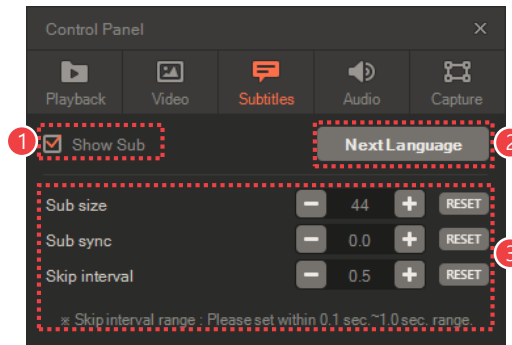 Control Panel
Playback Video Subtitles Audio Capture
1 Show Sub Next Language 2
Sub size 44 RESET
Sub sync 0.0 RESET 3
Skip interval 0.5 RESET
※ Skip interval range : Please set within 0.1 sec.~1.0 sec. range.